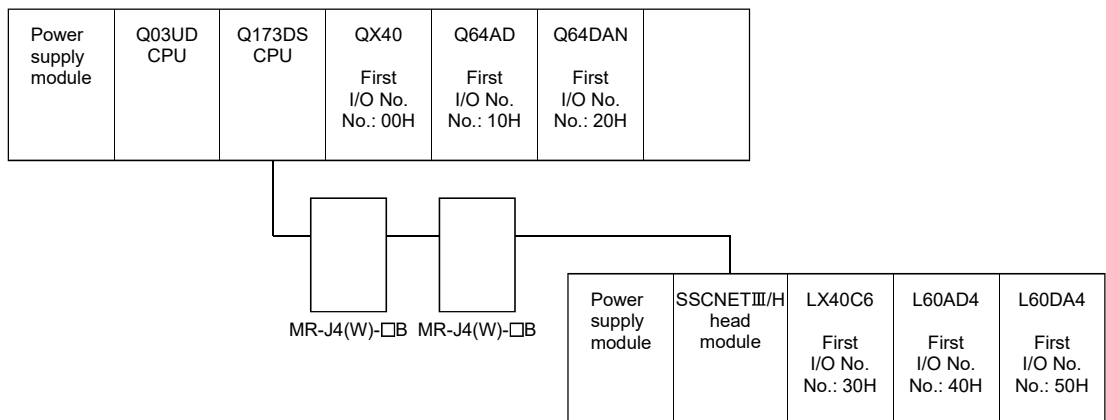 Power supply module
Q03UD CPU
Q173DS CPU
QX40
First I/O No. No.: 00H
Q64AD
First I/O No. No.: 10H
Q64DAN
First I/O No. No.: 20H
MR-J4(W)-□B
MR-J4(W)-□B
Power supply module
SSCNETⅢ/H head module
LX40C6
First I/O No. No.: 30H
L60AD4
First I/O No. No.: 40H
L60DA4
First I/O No. No.: 50H